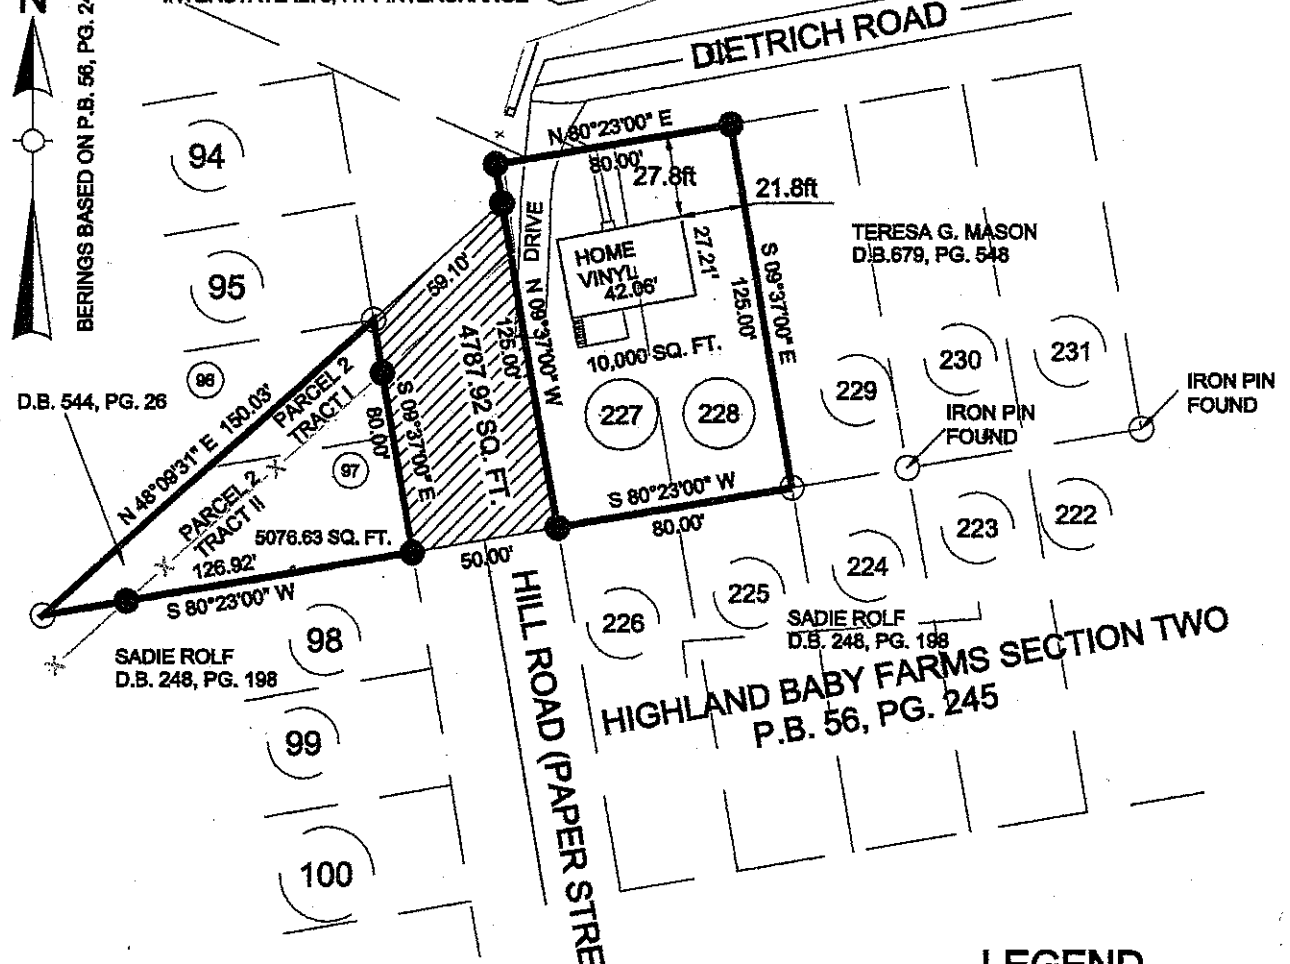 N
BERINGS BASED ON P.B. 56, PG.
DIETRICH ROAD
N 80°23'00" E
80.00'
27.8ft
21.8ft
94
95
96
DRIVE
HOME
VINYL
42.06'
27.21'
S 09°37'00" E
125.00'
TERESA G. MASON
D.B.679, PG. 548
59.10'
N 09°37'00" W
125.00'
4787.92 SQ. FT.
10,000 SQ. FT.
227
228
229
230
231
IRON PIN
FOUND
IRON PIN
FOUND
D.B. 544, PG. 26
N 48°09'31" E 150.03'
PARCEL 2
TRACT I
S 09°37'00" E
80.00'
97
PARCEL 2
TRACT II
5076.63 SQ. FT.
126.92'
S 80°23'00" W
50.00'
S 80°23'00" W
80.00'
222
223
224
225
226
SADIE ROLF
D.B. 248, PG. 198
SADIE ROLF
D.B. 248, PG. 198
98
99
100
HILL ROAD (PAPER STRE
HIGHLAND BABY FARMS SECTION TWO
P.B. 56, PG. 245
LEGEND